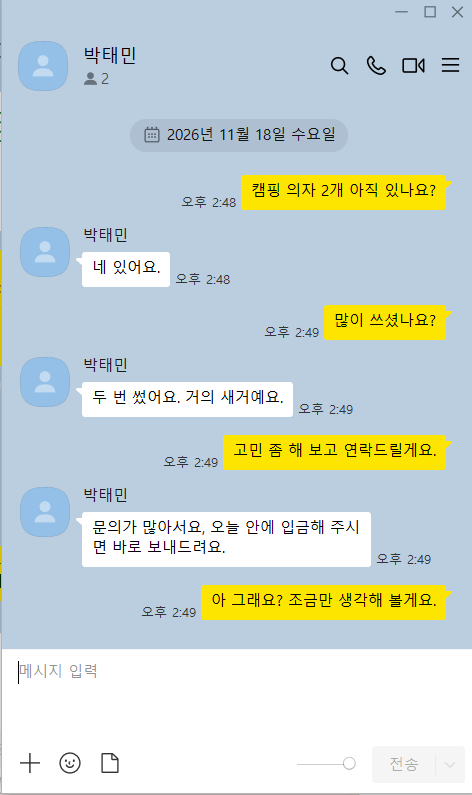 박태민
2
2026년 11월 18일 수요일
캠핑 의자 2개 아직 있나요?
오후 2:48
박태민
네 있어요.
오후 2:48
많이 쓰셨나요?
오후 2:49
박태민
두 번 썼어요. 거의 새거예요.
오후 2:49
고민 좀 해 보고 연락드릴게요.
오후 2:49
박태민
문의가 많아서요, 오늘 안에 입금해 주시
면 바로 보내드려요.
오후 2:49
아 그래요? 조금만 생각해 볼게요.
오후 2:49
메시지 입력
전송